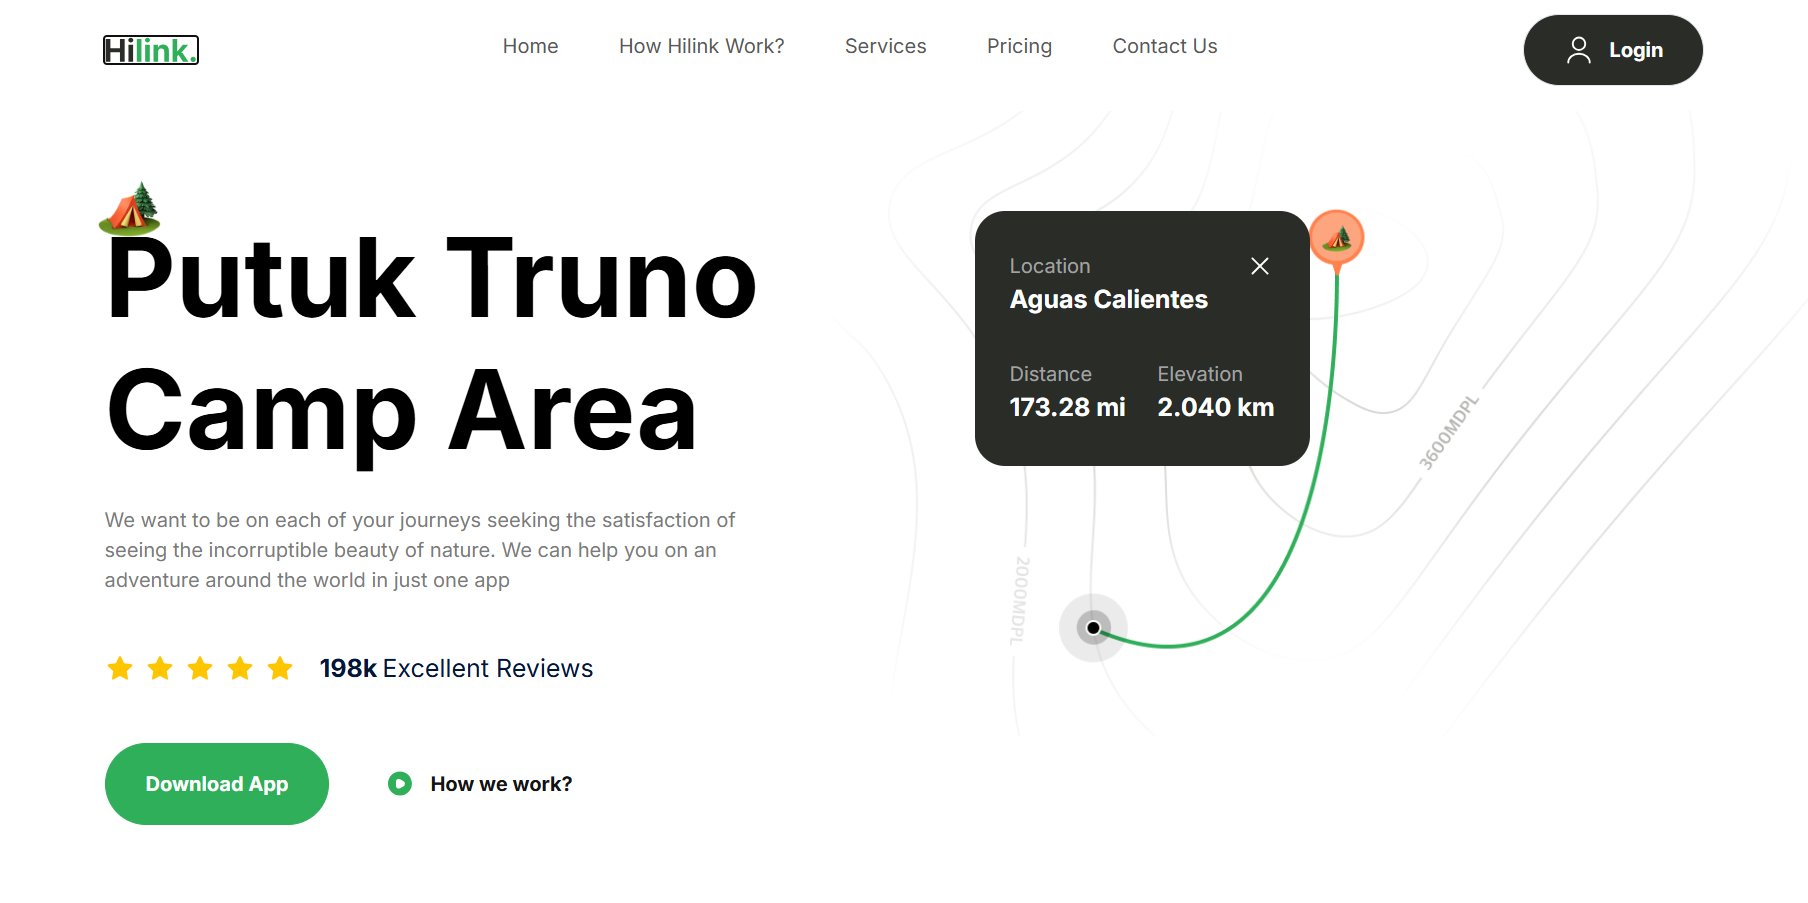 Hilink.
Home
How Hilink Work?
Services
Pricing
Contact Us
Login
Putuk Truno
Camp Area
We want to be on each of your journeys seeking the satisfaction of
seeing the incorruptible beauty of nature. We can help you on an
adventure around the world in just one app
198k Excellent Reviews
Download App
How we work?
Location
Aguas Calientes
Distance
Elevation
173.28 mi
2.040 km
3600MDPL
2000MDPL